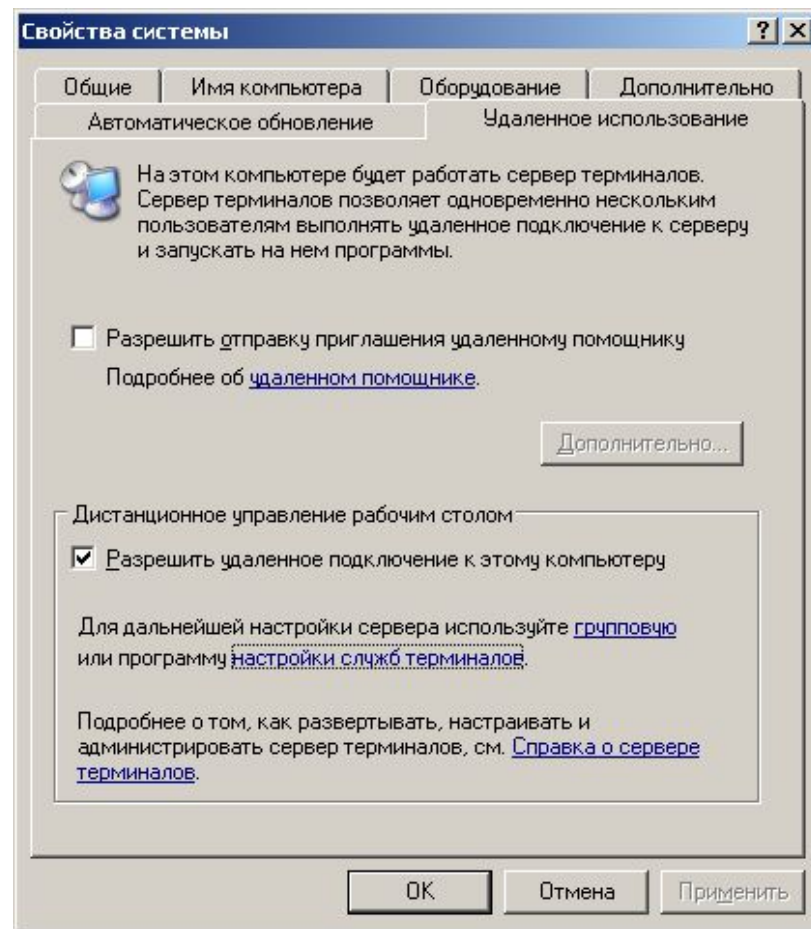 Свойства системы
Общие
Имя компьютера
Оборудование
Дополнительно
Автоматическое обновление
Удаленное использование
На этом компьютере будет работать сервер терминалов.
Сервер терминалов позволяет одновременно нескольким
пользователям выполнять удаленное подключение к серверу
и запускать на нем программы.
Разрешить отправку приглашения удаленному помощнику
Подробнее об удаленном помощнике.
Дополнительно...
Дистанционное управление рабочим столом
Разрешить удаленное подключение к этому компьютеру
Для дальнейшей настройки сервера используйте групповую
или программу настройки служб терминалов.
Подробнее о том, как развертывать, настраивать и
администрировать сервер терминалов, см. Справка о сервере
терминалов.
OK
Отмена
Применить